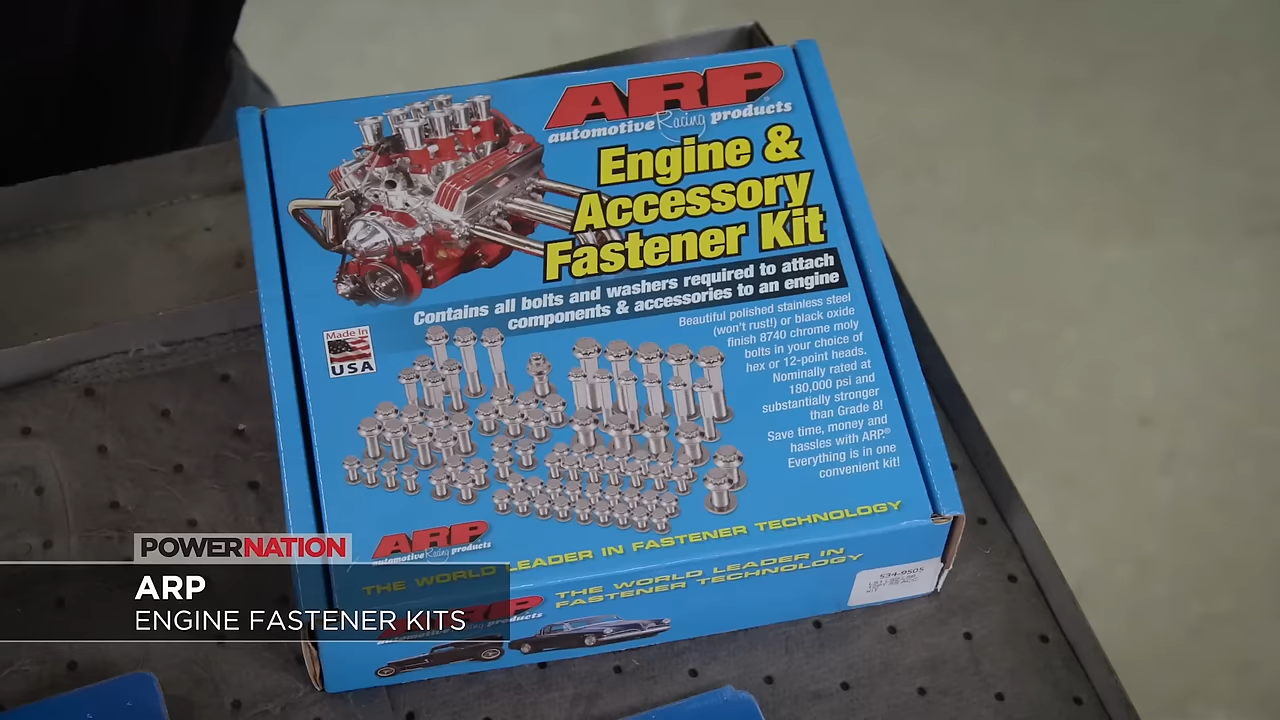 ARP
automotive Racing products
Engine &
Accessory
Fastener Kit
Contains all bolts and washers required to attach
components & accessories to an engine
Beautiful polished stainless steel
(won't rust!) or black oxide
finish 8740 chrome moly
bolts in your choice of
hex or 12-point heads.
Nominally rated at
180,000 psi and
substantially stronger
than Grade 8!
Save time, money and
hassles with ARP.®
Everything is in one
convenient kit!
Made In
USA
ARP
automotive Racing products
THE WORLD LEADER IN FASTENER TECHNOLOGY
THE WORLD LEADER IN
FASTENER TECHNOLOGY
ARP
Racing products
534-9505
POWERNATION
ARP
ENGINE FASTENER KITS